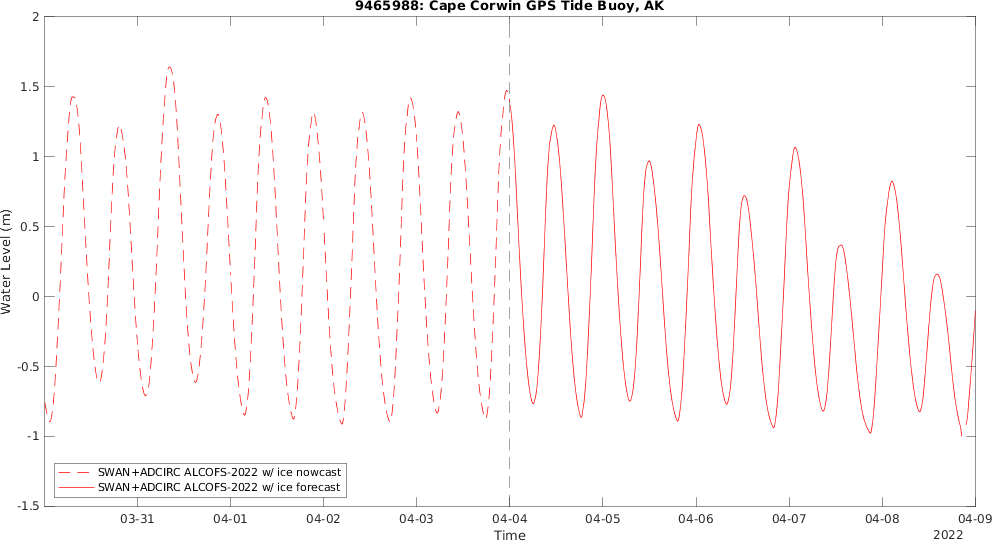 9465988: Cape Corwin GPS Tide Buoy, AK
2
1.5
1
0.5
0
-0.5
-1
-1.5
Water Level (m)
SWAN+ADCIRC ALCOFS-2022 w/ ice nowcast
SWAN+ADCIRC ALCOFS-2022 w/ ice forecast
03-31 04-01 04-02 04-03 04-04 04-05 04-06 04-07 04-08 04-09
Time
2022